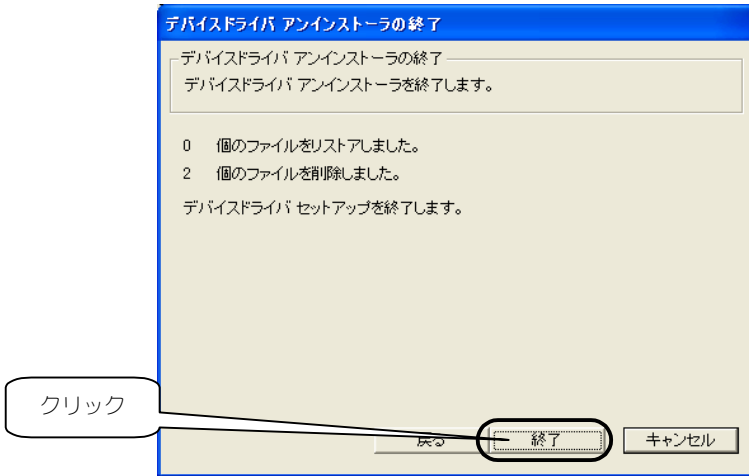 デバイスドライバ アンインストーラの終了
デバイスドライバ アンインストーラの終了
デバイスドライバ アンインストーラを終了します。
0 個のファイルをリストアしました。
2 個のファイルを削除しました。
デバイスドライバ セットアップを終了します。
クリック
戻る 終了 キャンセル